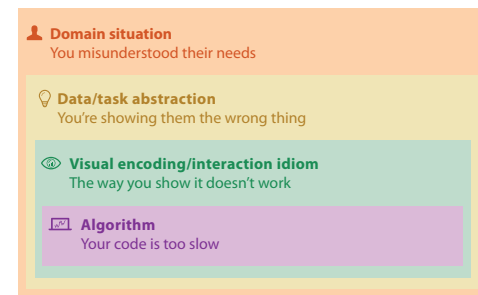 Domain situation
You misunderstood their needs
Data/task abstraction
You’re showing them the wrong thing
Visual encoding/interaction idiom
The way you show it doesn’t work
Algorithm
Your code is too slow